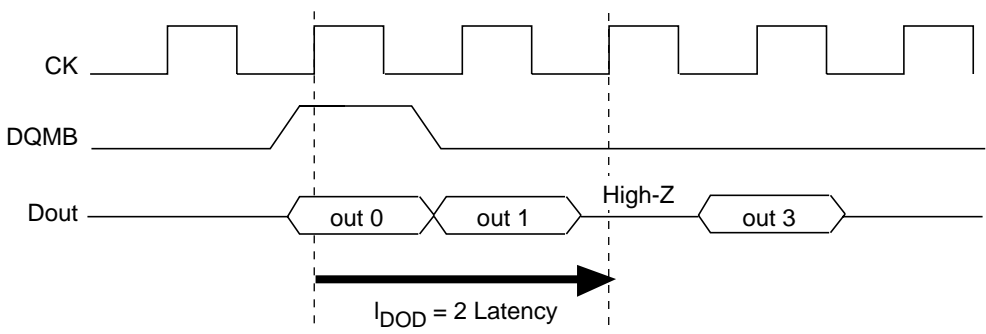 CK
DQMB
High-Z
Dout out 0 out 1 out 3
lDOD = 2 Latency